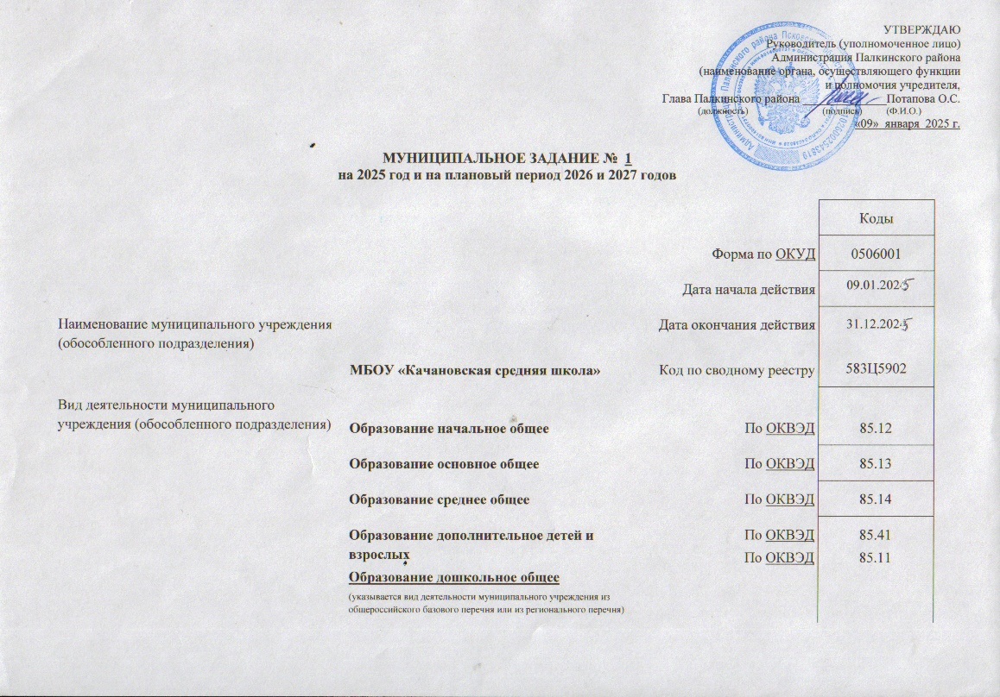 УТВЕРЖДАЮ
Руководитель (уполномоченное лицо)
Администрация Палкинского района
(наименование органа, осуществляющего функции
и полномочия учредителя,
Глава Палкинского района ______________Потапова О.С.
(должность) (подпись) (Ф.И.О.)
«09» января 2025 г.
МУНИЦИПАЛЬНОЕ ЗАДАНИЕ № 1
на 2025 год и на плановый период 2026 и 2027 годов
Коды
Форма по ОКУД 0506001
Дата начала действия 09.01.2025
Наименование муниципального учреждения
(обособленного подразделения)
Дата окончания действия 31.12.2025
МБОУ «Качановская средняя школа» Код по сводному реестру 583Ц5902
Вид деятельности муниципального
учреждения (обособленного подразделения)
Образование начальное общее По ОКВЭД 85.12
Образование основное общее По ОКВЭД 85.13
Образование среднее общее По ОКВЭД 85.14
Образование дополнительное детей и По ОКВЭД 85.41
взрослых По ОКВЭД 85.11
Образование дошкольное общее
(указывается вид деятельности муниципального учреждения из
общероссийского базового перечня или из регионального перечня)